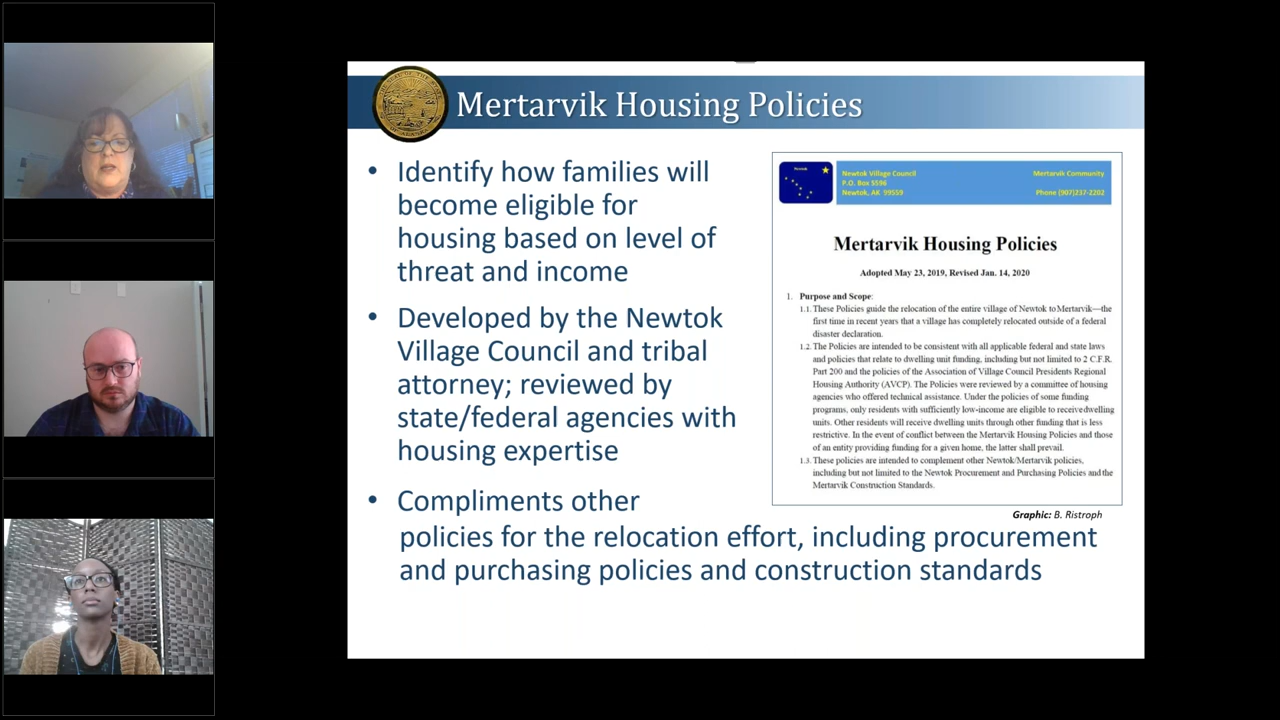 Mertarvik Housing Policies
• Identify how families will
become eligible for
housing based on level of
threat and income
• Developed by the Newtok
Village Council and tribal
attorney; reviewed by
state/federal agencies with
housing expertise
• Compliments other
policies for the relocation effort, including procurement
and purchasing policies and construction standards
Newtok
Newtok Village Council
P.O. Box 5596
Newtok, AK 99559
Mertarvik Community
Phone (907)237-2202
Mertarvik Housing Policies
Adopted May 23, 2019, Revised Jan. 14, 2020
1. Purpose and Scope:
1.1. These Policies guide the relocation of the entire village of Newtok to Mertarvik—the
first time in recent years that a village has completely relocated outside of a federal
disaster declaration.
1.2. The Policies are intended to be consistent with all applicable federal and state laws
and policies that relate to dwelling unit funding, including but not limited to 2 C.F.R.
Part 200 and the policies of the Association of Village Council Presidents Regional
Housing Authority (AVCP). The Policies were reviewed by a committee of housing
agencies who offered technical assistance. Under the policies of some funding
programs, only residents with sufficiently low-income are eligible to receive dwelling
units. Other residents will receive dwelling units through other funding that is less
restrictive. In the event of conflict between the Mertarvik Housing Policies and those
of an entity providing funding for a given home, the latter shall prevail.
1.3. These policies are intended to complement other Newtok/Mertarvik policies,
including but not limited to the Newtok Procurement and Purchasing Policies and the
Mertarvik Construction Standards.
Graphic: B. Ristroph